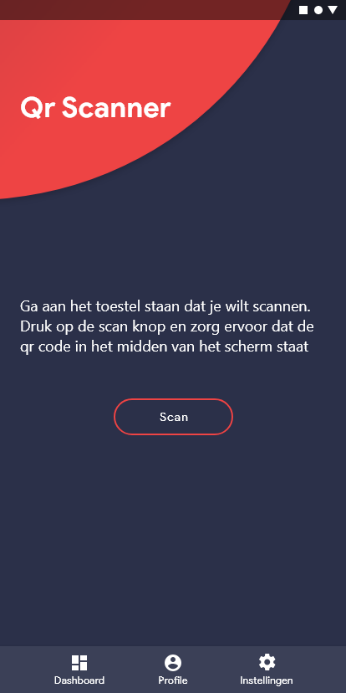 Qr Scanner
Ga aan het toestel staan dat je wilt scannen.
Druk op de scan knop en zorg ervoor dat de
qr code in het midden van het scherm staat
Scan
Dashboard
Profile
Instellingen